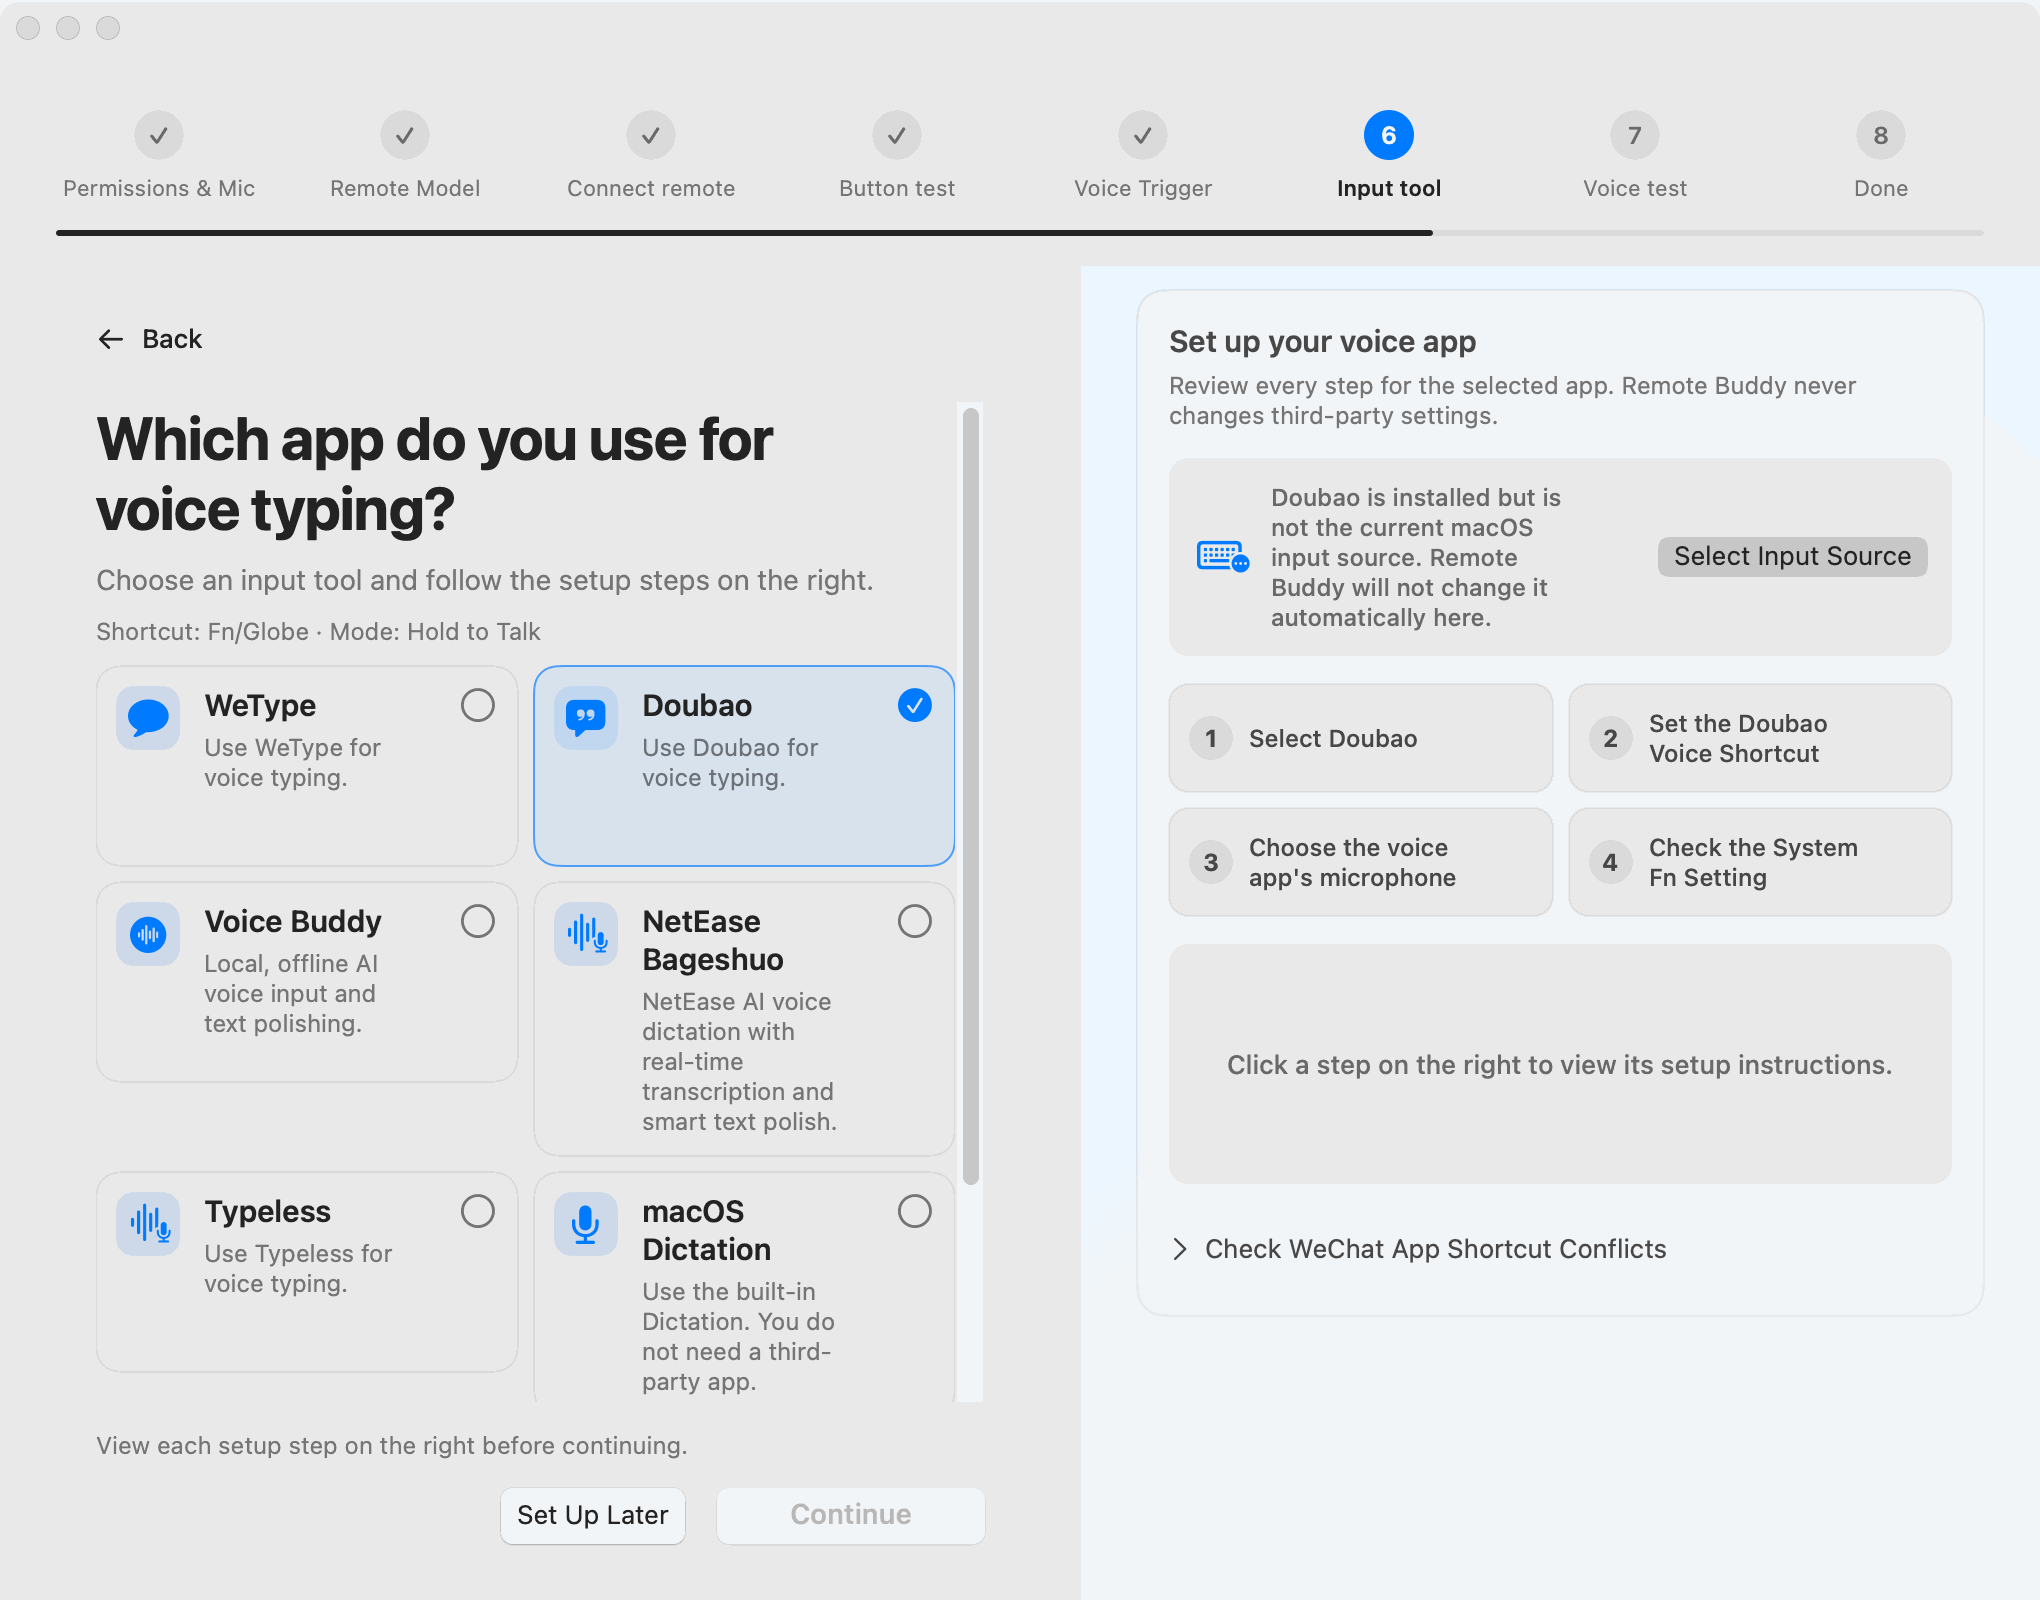 Permissions & Mic
Remote Model
Connect remote
Button test
Voice Trigger
6
Input tool
7
Voice test
8
Done
Back
Which app do you use for
voice typing?
Choose an input tool and follow the setup steps on the right.
Shortcut: Fn/Globe · Mode: Hold to Talk
WeType
Use WeType for
voice typing.
Doubao
Use Doubao for
voice typing.
Voice Buddy
Local, offline AI
voice input and
text polishing.
NetEase
Bageshuo
NetEase AI voice
dictation with
real-time
transcription and
smart text polish.
Typeless
Use Typeless for
voice typing.
macOS
Dictation
Use the built-in
Dictation. You do
not need a third-
party app.
View each setup step on the right before continuing.
Set Up Later
Continue
Set up your voice app
Review every step for the selected app. Remote Buddy never
changes third-party settings.
Doubao is installed but is
not the current macOS
input source. Remote
Buddy will not change it
automatically here.
Select Input Source
1
Select Doubao
2
Set the Doubao
Voice Shortcut
3
Choose the voice
app's microphone
4
Check the System
Fn Setting
Click a step on the right to view its setup instructions.
Check WeChat App Shortcut Conflicts